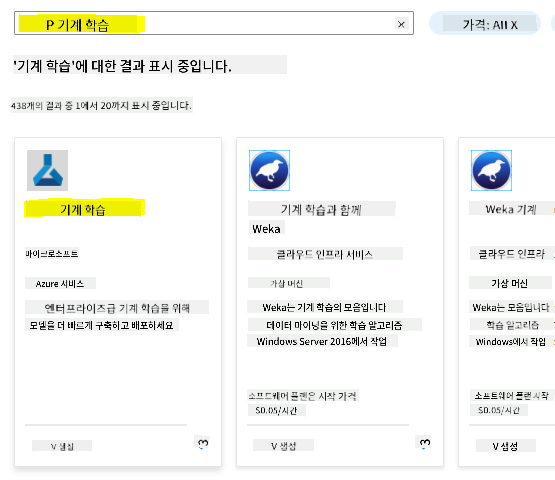 P 기계 학습
가격: All X
'기계 학습'에 대한 결과 표시 중입니다.
438개의 결과 중 1에서 20까지 표시 중입니다.
기계 학습
마이크로소프트
Azure 서비스
엔터프라이즈급 기계 학습을 위해
모델을 더 빠르게 구축하고 배포하세요
V 생성
3
기계 학습과 함께
Weka
클라우드 인프라 서비스
가상 머신
Weka는 기계 학습의 모음입니다
데이터 마이닝을 위한 학습 알고리즘
Windows Server 2016에서 작업
소프트웨어 플랜은 시작 가격
$0.05/시간
V 생성
3
Weka 기계
클라우드 인프라
가상 머신
Weka는 모음입니다
학습 알고리즘
Windows에서 작업
소프트웨어 플랜 시작
$0.05/시간
V 생성